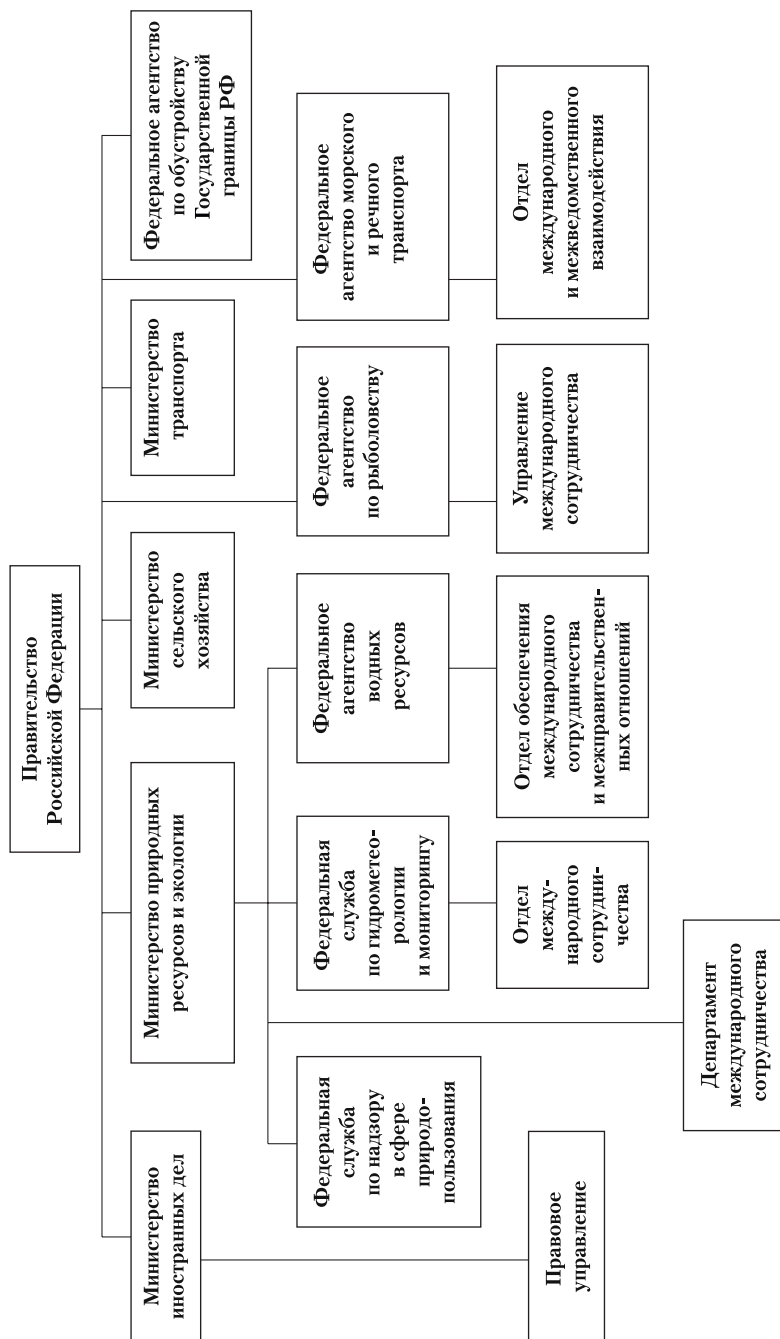 Правительство
Российской Федерации
Министерство
иностранных дел
Министерство природных
ресурсов и экологии
Министерство
сельского
хозяйства
Министерство
транспорта
Федеральное агентство
по обустройству
Государственной
границы РФ
Федеральная
служба
по надзору
в сфере
природо-
пользования
Федеральная
служба
по гидрометео-
рологии
и мониторингу
Федеральное
агентство
водных
ресурсов
Федеральное
агентство
по рыболовству
Федеральное
агентство морского
и речного
транспорта
Правовое
управление
Отдел
между-
народного
сотрудни-
чества
Отдел обеспечения
международного
сотрудничества
и межправительствен-
ных отношений
Управление
международного
сотрудничества
Отдел
международного
и межведомственного
взаимодействия
Департамент
международного
сотрудничества